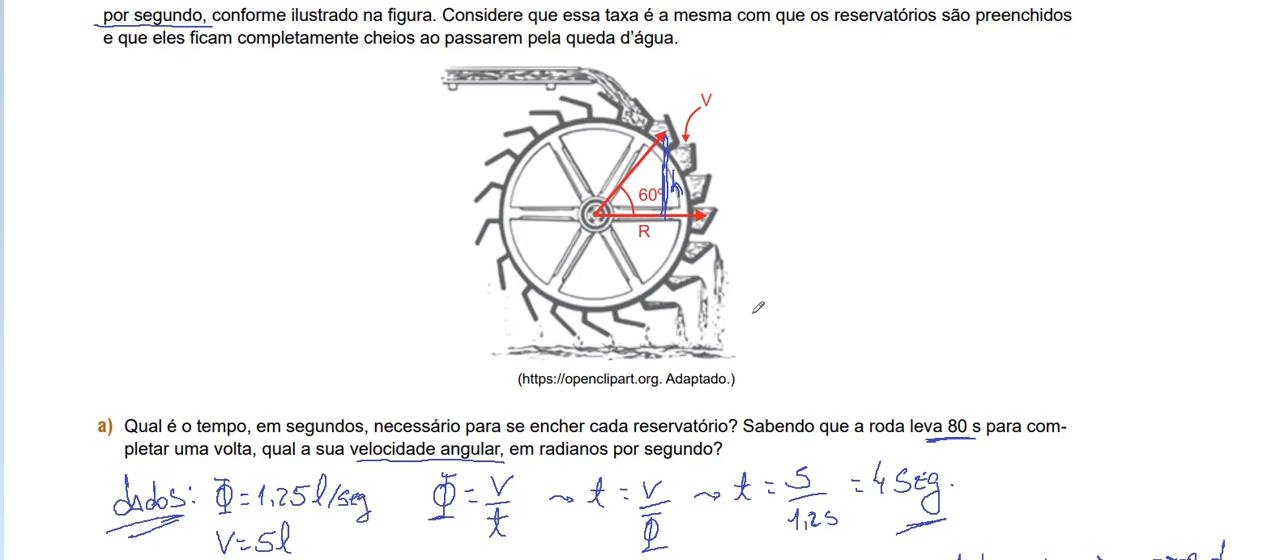 por segundo, conforme ilustrado na figura. Considere que essa taxa é a mesma com que os reservatórios são preenchidos
e que eles ficam completamente cheios ao passarem pela queda d’água.
V
60º h
R
(https://openclipart.org. Adaptado.)
a) Qual é o tempo, em segundos, necessário para se encher cada reservatório? Sabendo que a roda leva 80 s para com-
pletar uma volta, qual a sua velocidade angular, em radianos por segundo?
dados: Φ = 1,25 l/seg Φ = V/t → t = V/Φ → t = 5/1,25 = 4 seg.
V = 5l